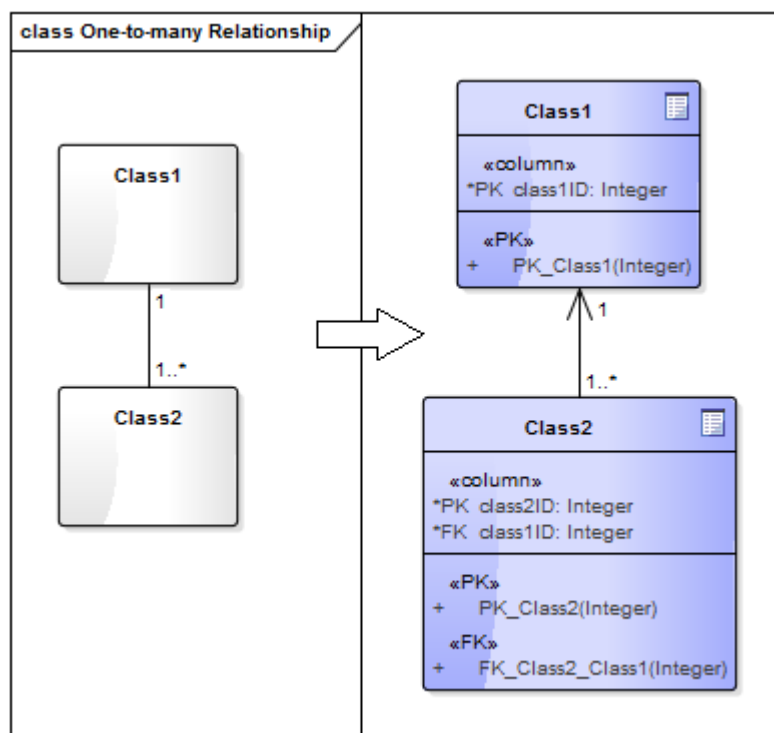 class One-to-many Relationship
Class1
1
1..*
Class2
Class1
«column»
*PK class1ID: Integer
«PK»
+ PK_Class1(Integer)
1
1..*
Class2
«column»
*PK class2ID: Integer
*FK class1ID: Integer
«PK»
+ PK_Class2(Integer)
«FK»
+ FK_Class2_Class1(Integer)